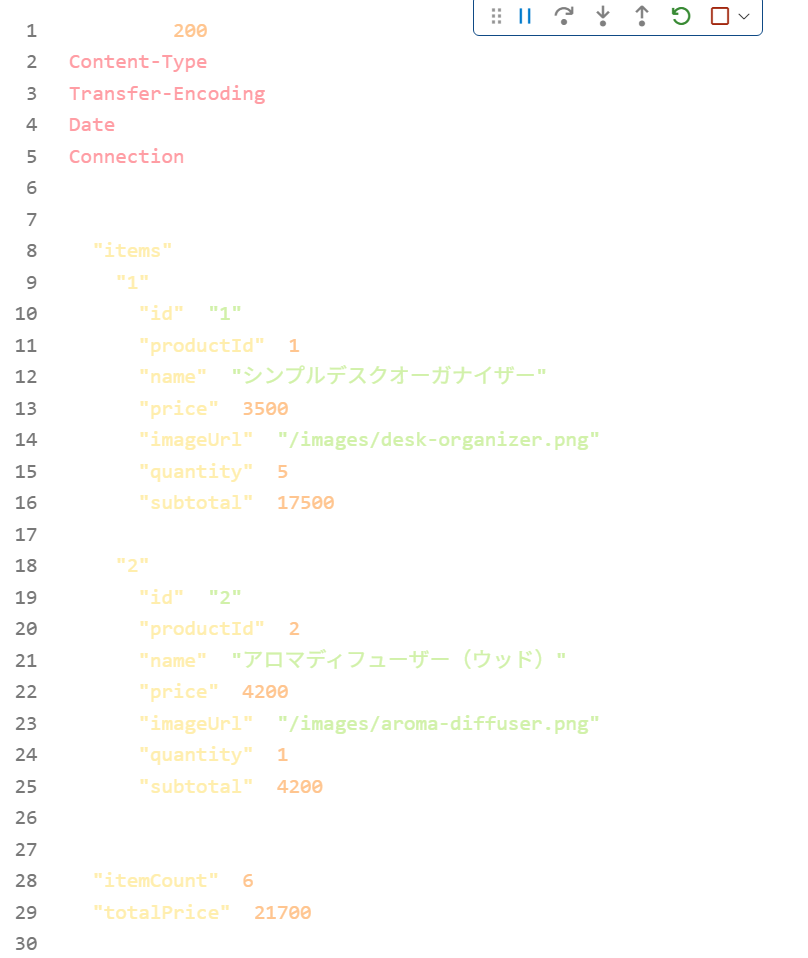 1 200
2 Content-Type
3 Transfer-Encoding
4 Date
5 Connection
6
7
8 "items"
9 "1"
10 "id" "1"
11 "productId" 1
12 "name" "シンプルデスクオーガナイザー"
13 "price" 3500
14 "imageUrl" "/images/desk-organizer.png"
15 "quantity" 5
16 "subtotal" 17500
17
18 "2"
19 "id" "2"
20 "productId" 2
21 "name" "アロマディフューザー（ウッド）"
22 "price" 4200
23 "imageUrl" "/images/aroma-diffuser.png"
24 "quantity" 1
25 "subtotal" 4200
26
27
28 "itemCount" 6
29 "totalPrice" 21700
30